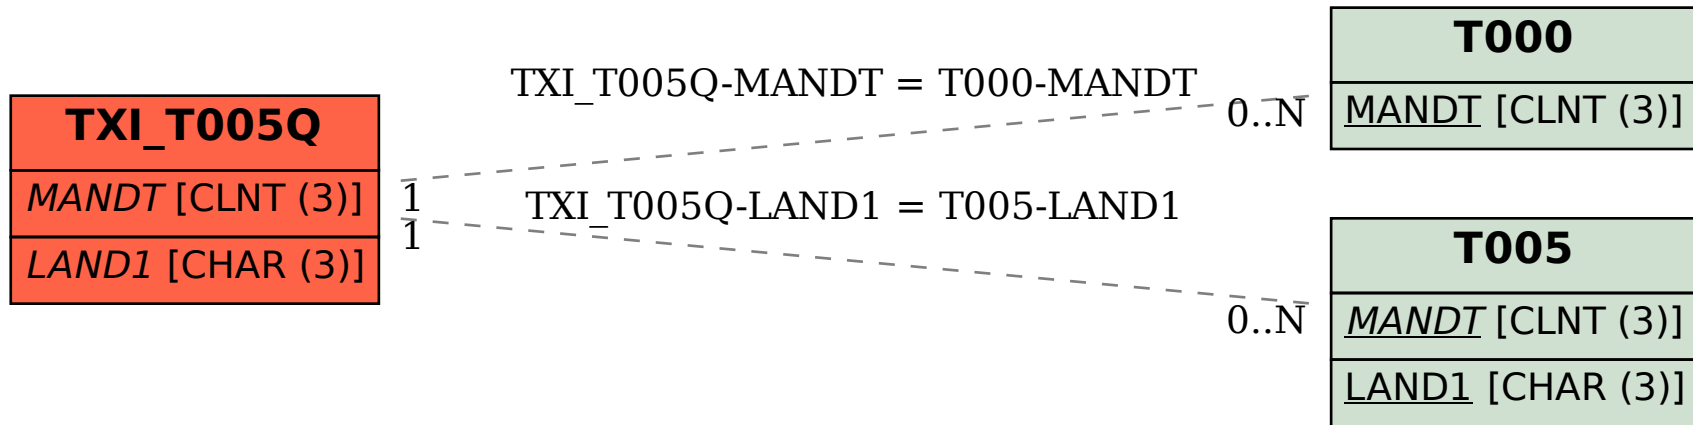 TXI_T005Q
MANDT [CLNT (3)]
LAND1 [CHAR (3)]
TXI_T005Q-MANDT = T000-MANDT
1
0..N
TXI_T005Q-LAND1 = T005-LAND1
1
0..N
T000
MANDT [CLNT (3)]
T005
MANDT [CLNT (3)]
LAND1 [CHAR (3)]